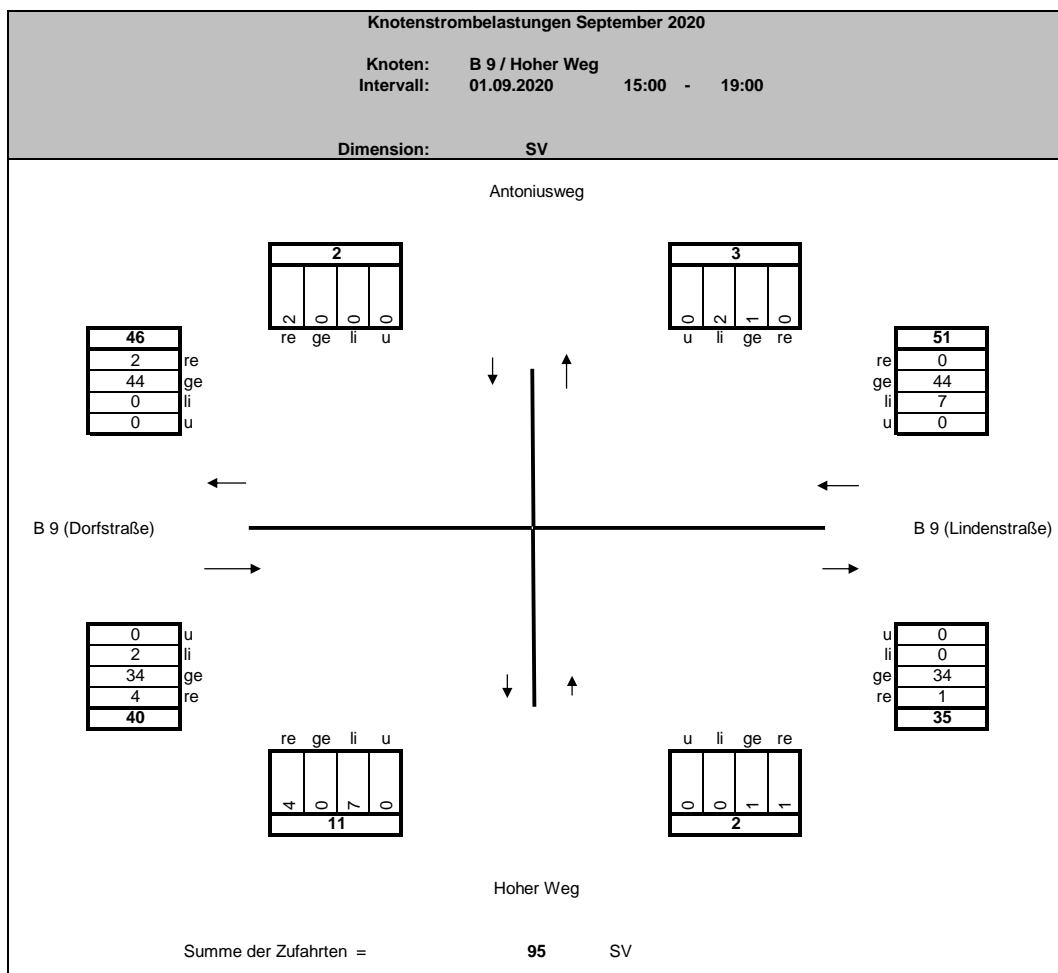 Knotenstrombelastungen September 2020
Knoten: B 9 / Hoher Weg
Intervall: 01.09.2020 15:00 - 19:00
Dimension: SV
Antoniusweg
2
2 0 0 0
re ge li u
3
0 2 1 0
u li ge re
46
2 re
44 ge
0 li
0 u
51
re 0
ge 44
li 7
u 0
B 9 (Dorfstraße)
B 9 (Lindenstraße)
0 u
2 li
34 ge
4 re
40
u 0
li 0
ge 34
re 1
35
re ge li u
4 0 7 0
11
u li ge re
0 0 1 1
2
Hoher Weg
Summe der Zufahrten = 95 SV